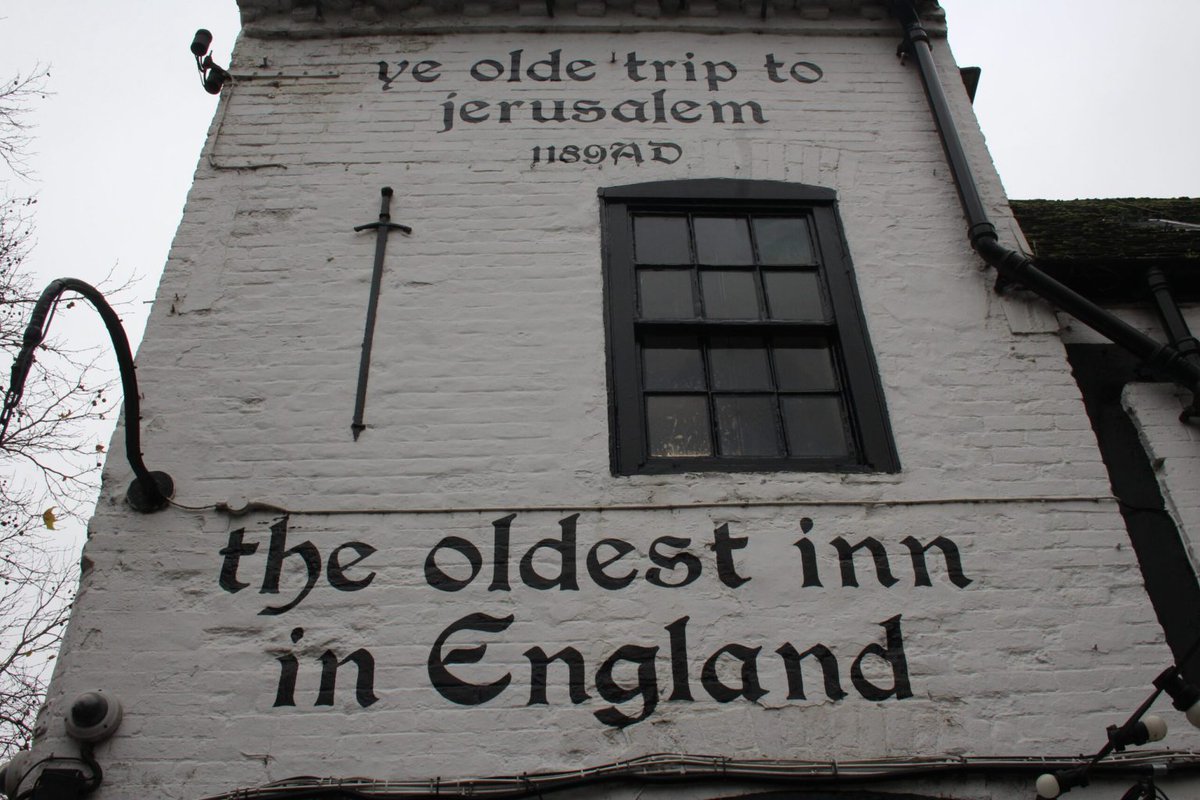 ye olde trip to
jerusalem
1189AD
the oldest inn
in England